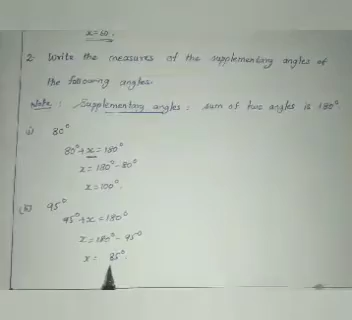 x=60.
2. Write the measures of the supplementary angles of
the following angles.
Note: Supplementary angles: sum of two angles is 180°.
i) 80°
80°+x=180°
x=180°-80°
x=100°.
(ii) 95°
95°+x=180°
x=180°-95°
x= 85°.